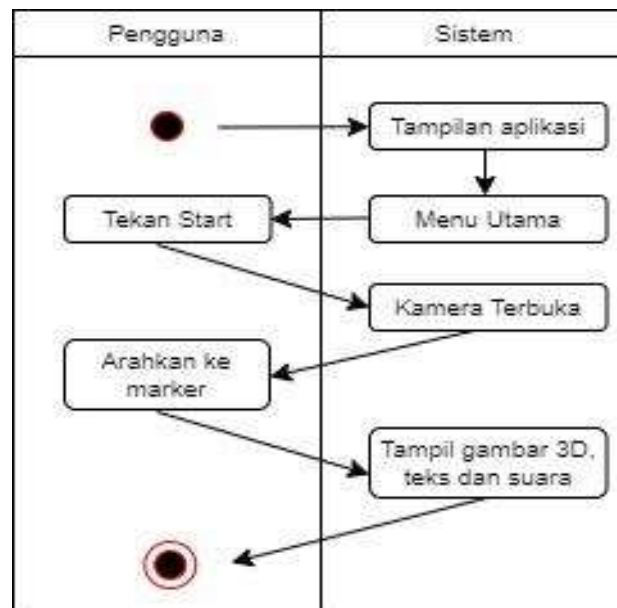 Pengguna
Sistem
Tampilan aplikasi
Tekan Start
Menu Utama
Kamera Terbuka
Arahkan ke
marker
Tampil gambar 3D,
teks dan suara